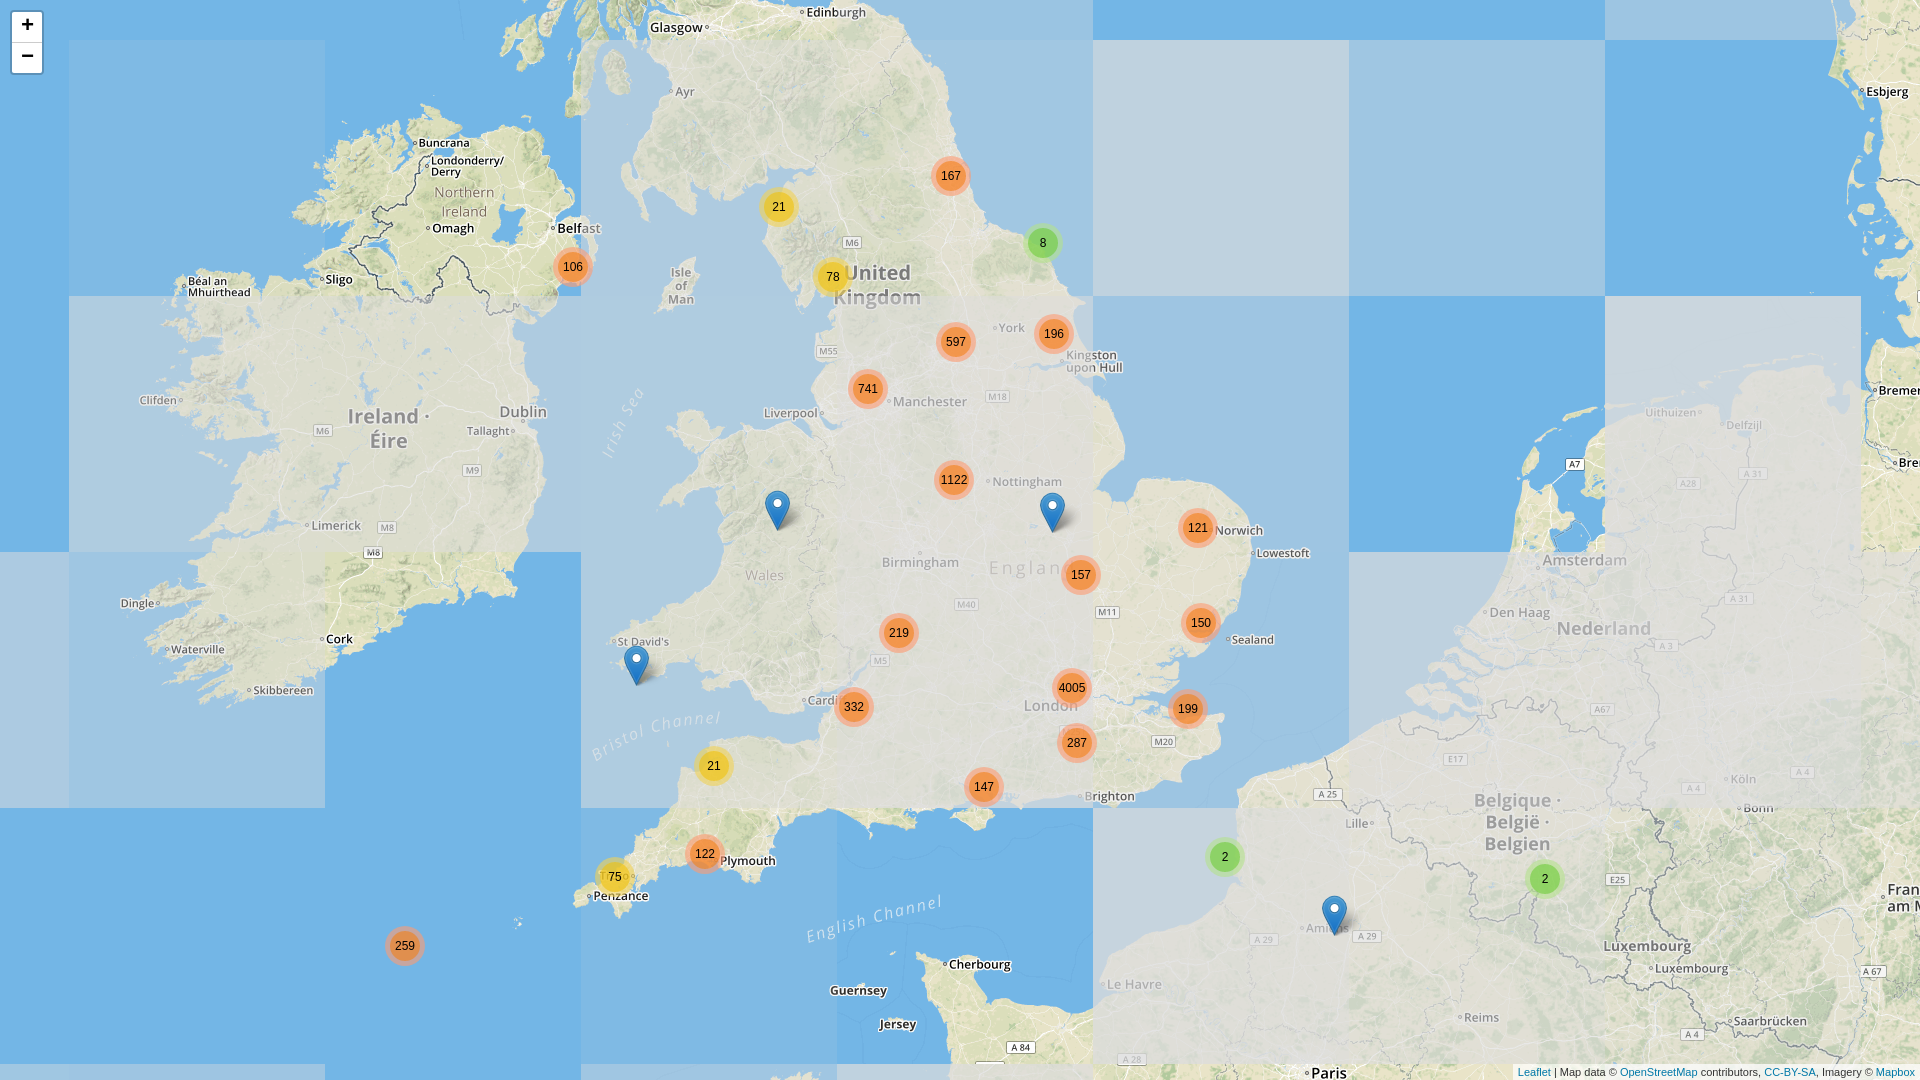 +
−
Edinburgh
Glasgow
Ayr
Esbjerg
Buncrana
Londonderry/
Derry
Northern
Ireland
Omagh
Belfast
167
21
8
M6
106
78
United
Kingdom
Isle
of
Man
Sligo
Béal an
Mhuirthead
York
196
597
M55
Kingston
upon Hull
741
Manchester
M18
Liverpool
Clifden
Ireland ·
Éire
Dublin
Tallaght
M6
M9
Irish Sea
Uithuizen
Delfzijl
Bremer
A7
A 31
A28
Bre
1122
Nottingham
Limerick
M8
M8
121
Norwich
Lowestoft
Birmingham
Wales
England
157
Amsterdam
Dingle
M40
M11
Den Haag
A 31
Nederland
A 3
Cork
Waterville
Skibbereen
St David's
219
M5
150
Sealand
4005
London
Cardi
332
199
A67
Bristol Channel
287
M20
E17
21
147
Brighton
A 25
Köln
A 4
A 4
Bonn
Belgique ·
België ·
Belgien
Lille
122
Plymouth
75
Penzance
2
2
E25
Fran
am M
English Channel
259
Amiens
A 29
A 29
Luxembourg
Luxembourg
A 67
Cherbourg
Guernsey
Le Havre
Jersey
Reims
Saarbrücken
A 4
A 84
A 28
Paris
Leaflet | Map data © OpenStreetMap contributors, CC-BY-SA, Imagery © Mapbox